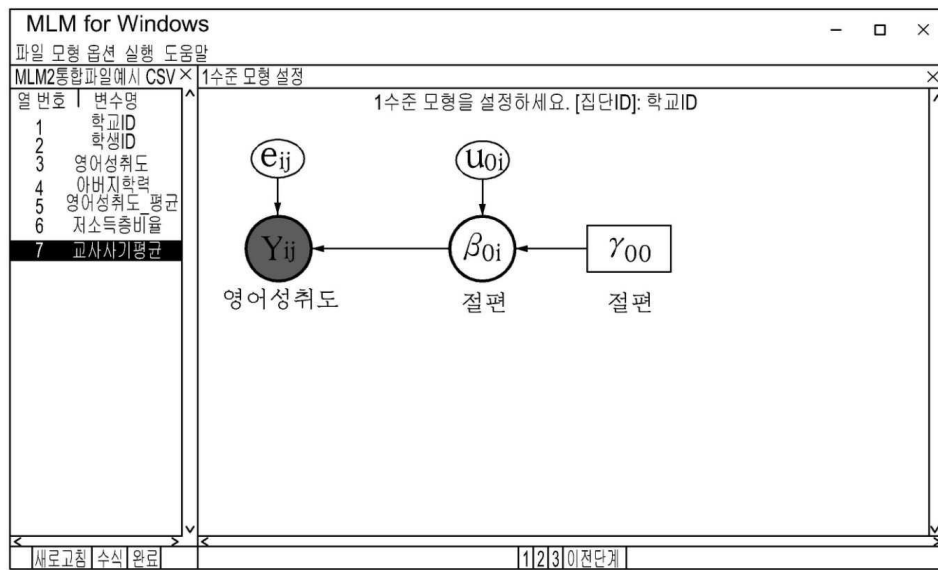 MLM for Windows
파일 모형 옵션 실행 도움말
MLM2통합파일예시 CSV ×
1수준 모형 설정 ×
열 번호 변수명
1 학교ID
2 학생ID
3 영어성취도
4 아버지학력
5 영어성취도_평균
6 저소득층비율
7 교사사기평균
1수준 모형을 설정하세요. [집단ID]: 학교ID
eij u0i
Yij β0i γ00
영어성취도 절편 절편
새로고침 수식 완료
1 2 3 이전단계